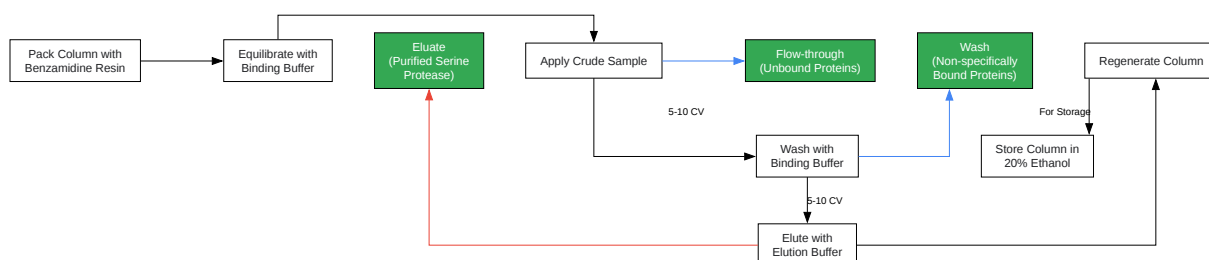 Pack Column with
Benzamidine Resin
Equilibrate with
Binding Buffer
Eluate
(Purified Serine
Protease)
Apply Crude Sample
Flow-through
(Unbound Proteins)
Wash
(Non-specifically
Bound Proteins)
Regenerate Column
5-10 CV
For Storage
Wash with
Binding Buffer
Store Column in
20% Ethanol
5-10 CV
Elute with
Elution Buffer